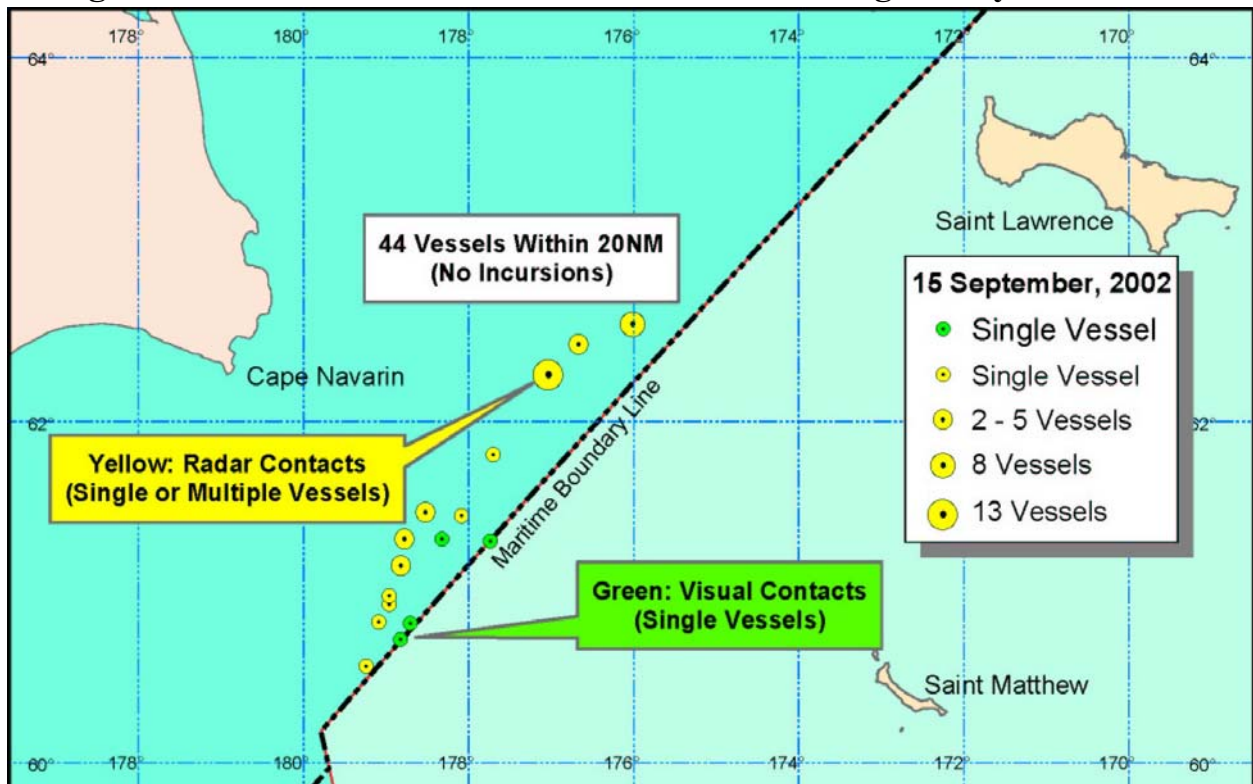 178°
180°
178°
176°
174°
172°
170°
64°
64°
Saint Lawrence
44 Vessels Within 20NM
(No Incursions)
15 September, 2002
Single Vessel
Single Vessel
2 - 5 Vessels
8 Vessels
13 Vessels
Cape Navarin
62°
62°
Maritime Boundary Line
Yellow: Radar Contacts
(Single or Multiple Vessels)
Green: Visual Contacts
(Single Vessels)
Saint Matthew
60°
178°
180°
178°
176°
174°
172°
170°
60°